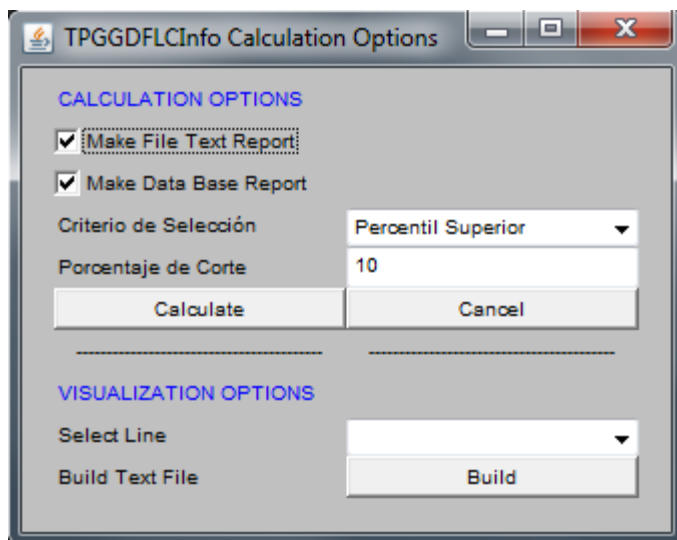 TPGGDFLCInfo Calculation Options
CALCULATION OPTIONS
Make File Text Report
Make Data Base Report
Criterio de Selección Percentil Superior
Porcentaje de Corte 10
Calculate Cancel
VISUALIZATION OPTIONS
Select Line
Build Text File Build